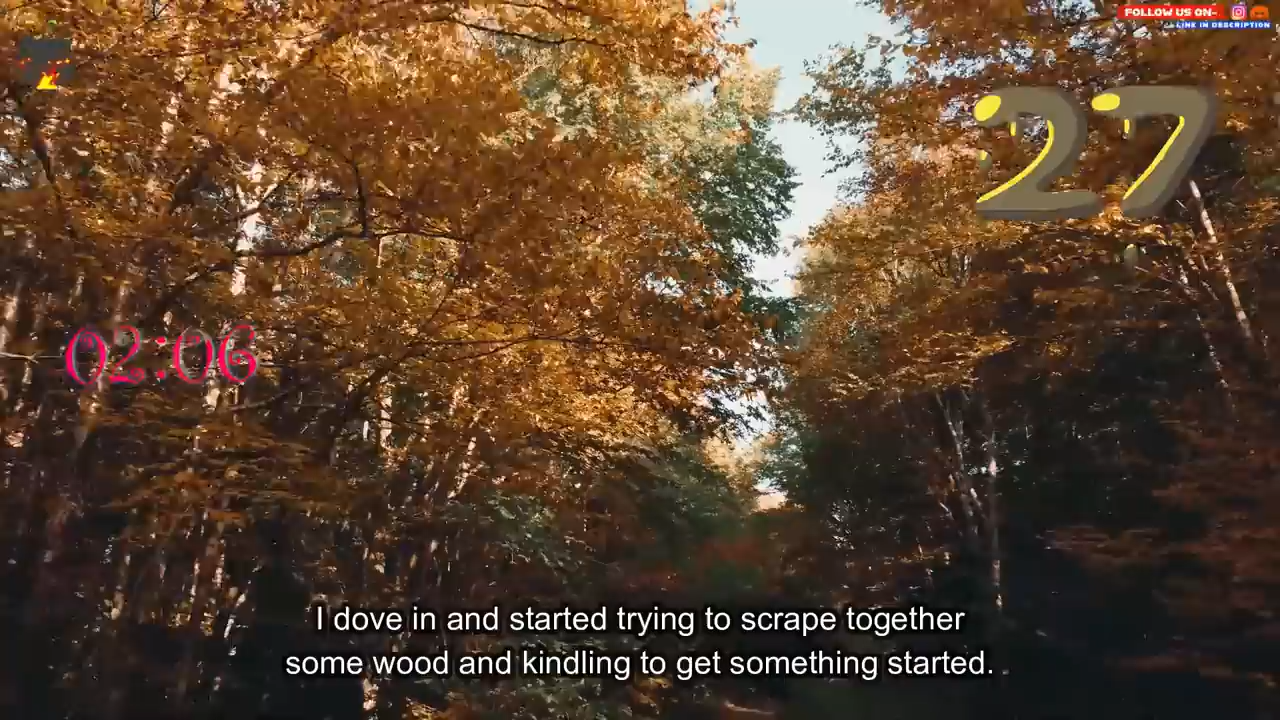 FOLLOW US ON-
LINK IN DESCRIPTION
27
02:06
I dove in and started trying to scrape together
some wood and kindling to get something started.